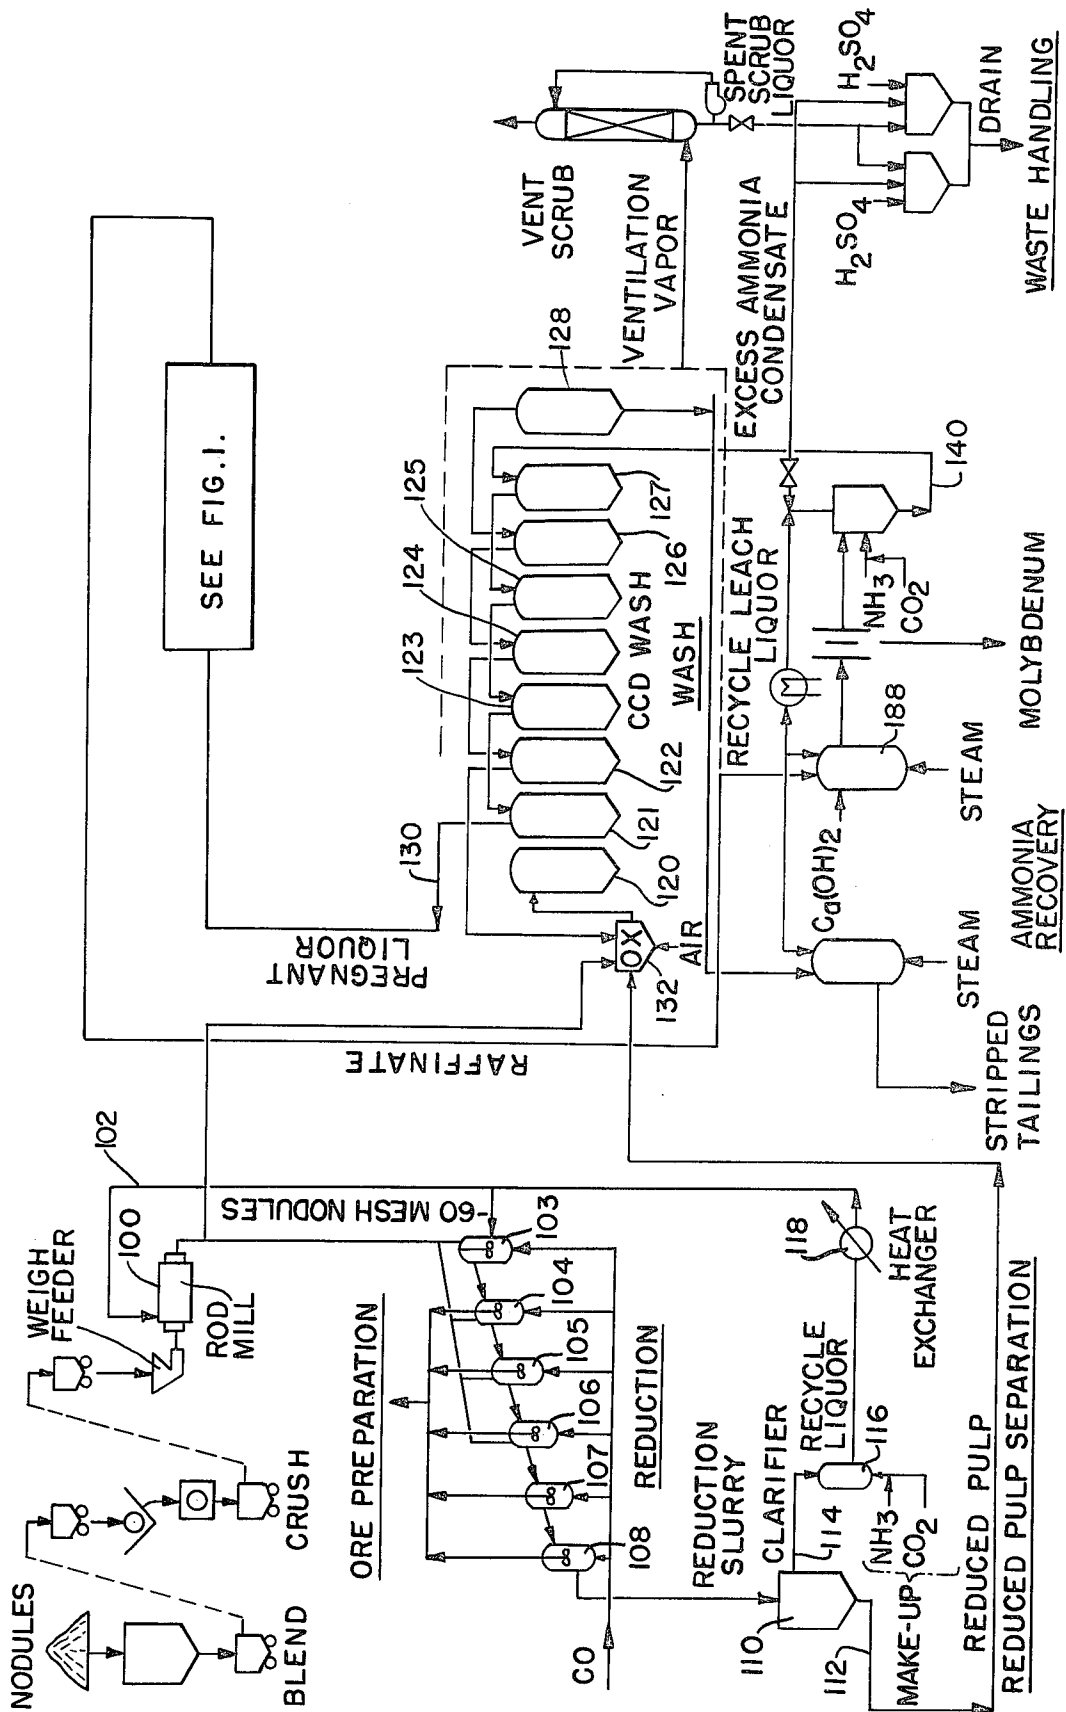 NODULES
BLEND
CRUSH
WEIGH
FEEDER
100
102
ROD
MILL
ORE PREPARATION
-60 MESH NODULES
103
104
105
106
107
108
REDUCTION
CO
REDUCTION
SLURRY
CLARIFIER
110
112
114
RECYCLE
LIQUOR
116
118
HEAT
EXCHANGER
MAKE-UP
NH3
CO2
REDUCED PULP
REDUCED PULP SEPARATION
SEE FIG. 1.
RAFFINATE
PREGNANT
LIQUOR
130
OX
132
AIR
120
121
122
123
124
125
126
127
128
CCD WASH
WASH
VENTILATION
VAPOR
VENT
SCRUB
SPENT
SCRUB
LIQUOR
RECYCLE LEACH
LIQUOR
EXCESS AMMONIA
CONDENSATE
H2SO4
H2SO4
DRAIN
WASTE HANDLING
STRIPPED
TAILINGS
STEAM
Ca(OH)2
188
STEAM
AMMONIA
RECOVERY
MOLYBDENUM
NH3
CO2
140